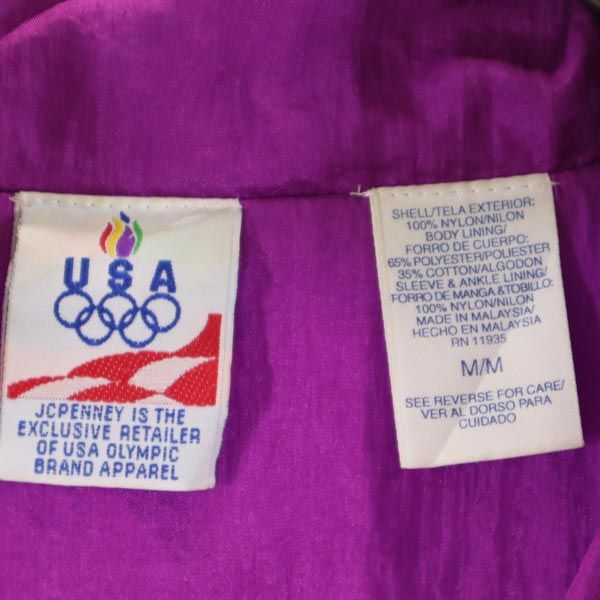 USA
JCPENNEY IS THE
EXCLUSIVE RETAILER
OF USA OLYMPIC
BRAND APPAREL
SHELL/TELA EXTERIOR:
100% NYLON/NILON
BODY LINING/
FORRO DE CUERPO:
65% POLYESTER/POLIESTER
35% COTTON/ALGODON
SLEEVE & ANKLE LINING/
FORRO DE MANGA & TOBILLO:
100% NYLON/NILON
MADE IN MALAYSIA/
HECHO EN MALAYSIA
RN 11935
M/M
SEE REVERSE FOR CARE/
VER AL DORSO PARA
CUIDADO